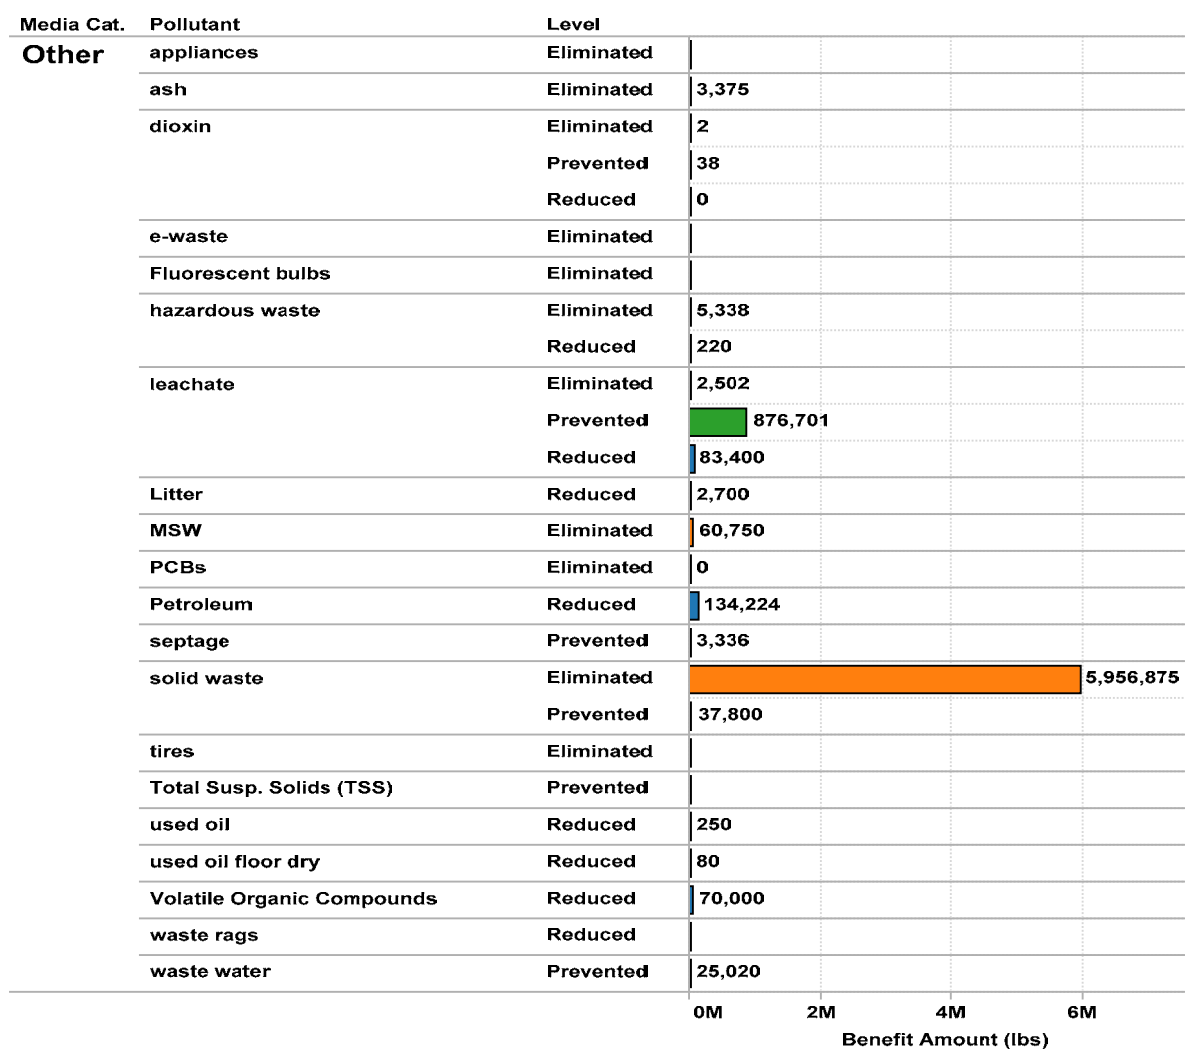 Media Cat. Pollutant Level
Other appliances Eliminated
ash Eliminated 3,375
dioxin Eliminated 2
Prevented 38
Reduced 0
e-waste Eliminated
Fluorescent bulbs Eliminated
hazardous waste Eliminated 5,338
Reduced 220
leachate Eliminated 2,502
Prevented 876,701
Reduced 83,400
Litter Reduced 2,700
MSW Eliminated 60,750
PCBs Eliminated 0
Petroleum Reduced 134,224
septage Prevented 3,336
solid waste Eliminated 5,956,875
Prevented 37,800
tires Eliminated
Total Susp. Solids (TSS) Prevented
used oil Reduced 250
used oil floor dry Reduced 80
Volatile Organic Compounds Reduced 70,000
waste rags Reduced
waste water Prevented 25,020
0M 2M 4M 6M
Benefit Amount (lbs)